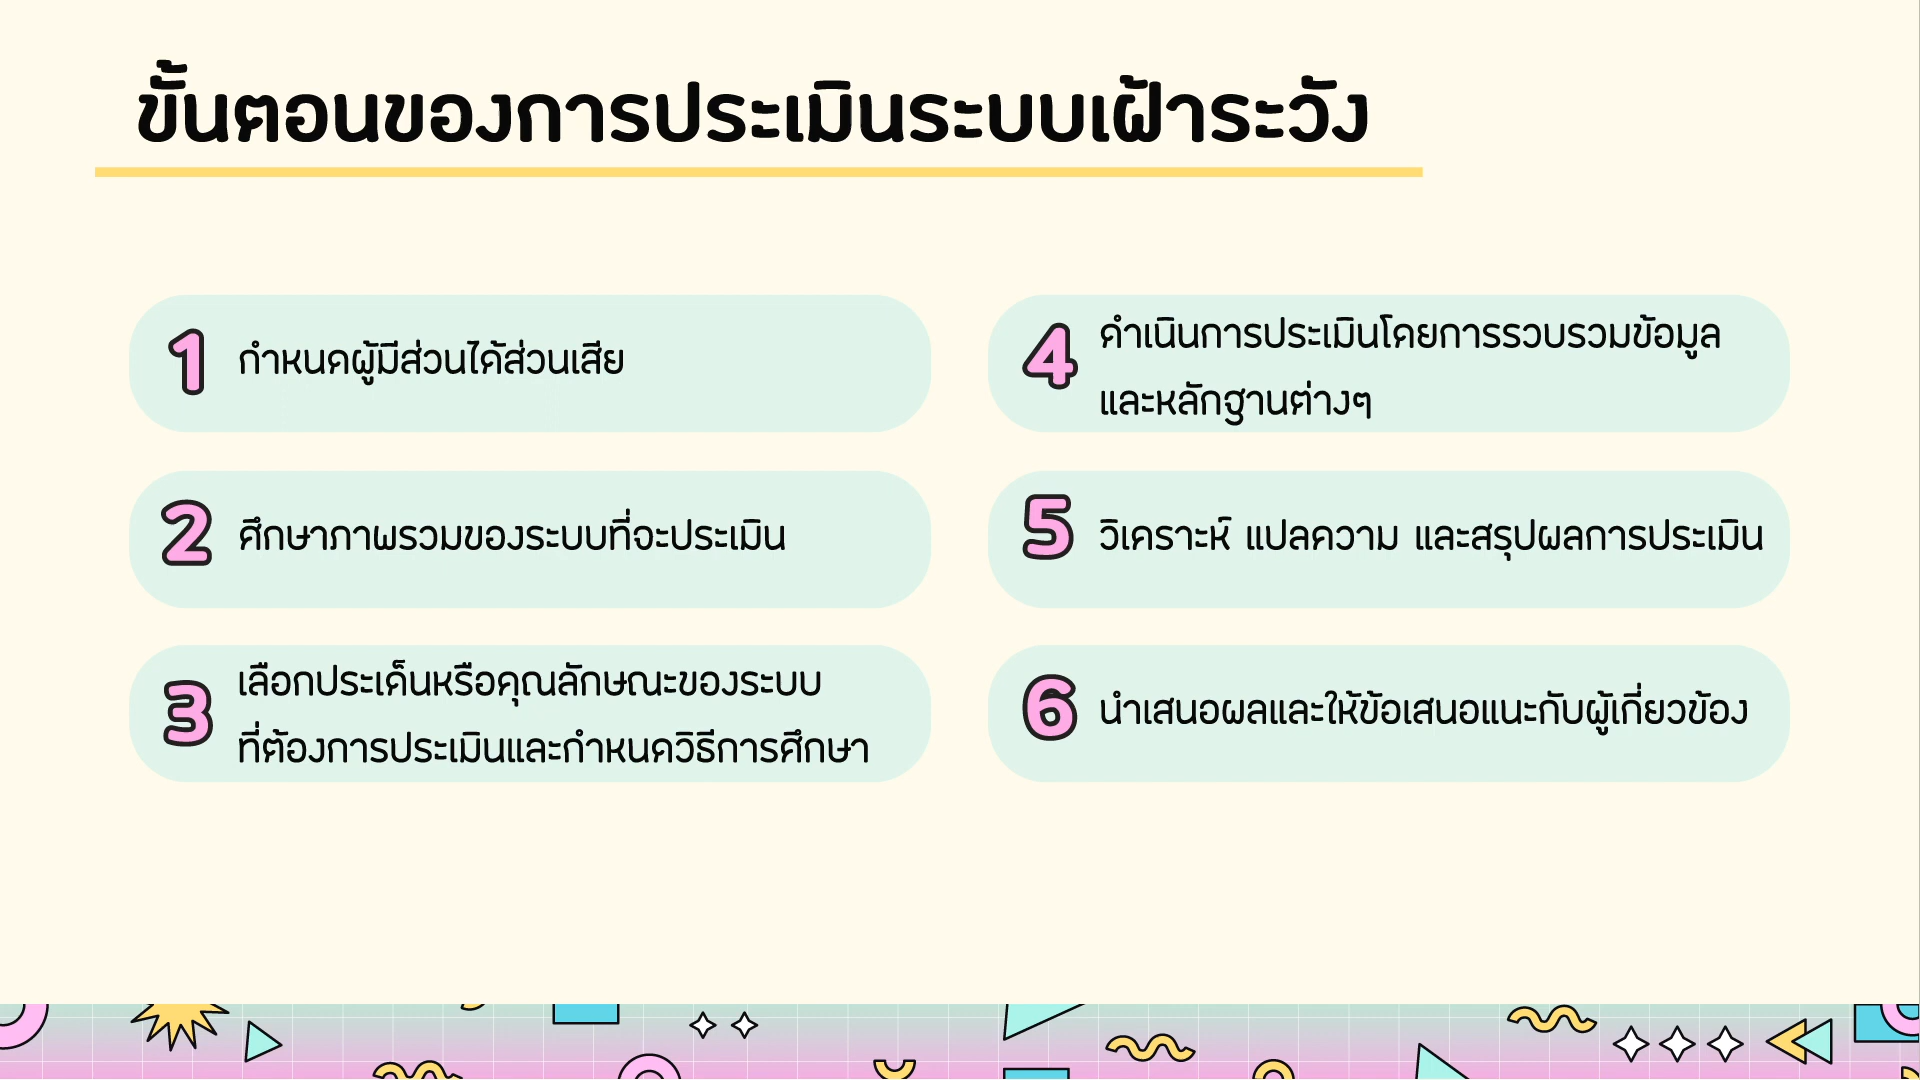 ขั้นตอนของการประเมินระบบเฝ้าระวัง
1 กำหนดผู้มีส่วนได้ส่วนเสีย
2 ศึกษาภาพรวมของระบบที่จะประเมิน
3 เลือกประเด็นหรือคุณลักษณะของระบบ
ที่ต้องการประเมินและกำหนดวิธีการศึกษา
4 ดำเนินการประเมินโดยการรวบรวมข้อมูล
และหลักฐานต่างๆ
5 วิเคราะห์ แปลความ และสรุปผลการประเมิน
6 นำเสนอผลและให้ข้อเสนอแนะกับผู้เกี่ยวข้อง